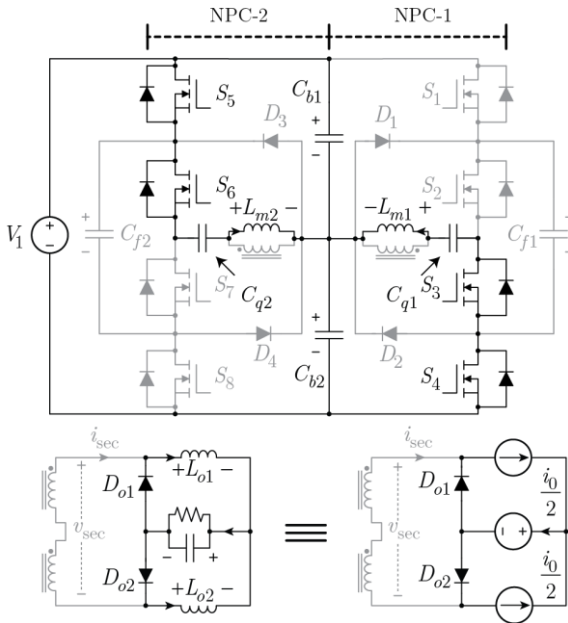 NPC-2 NPC-1
S5 Cb1 S1
D3 D1
S6 S2
+Lm2 - -Lm1 +
V1 Cf2 Cf1
Cq2 S7 Cq1 S3
D4 Cb2 D2
S8 S4
isec +Lo1 - isec
Do1 Do1 i0/2
vsec vsec
Do2 Do2 i0/2
+Lo2 -